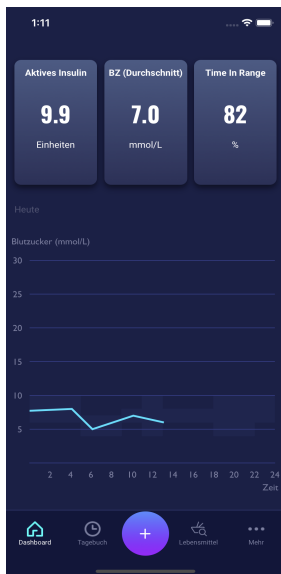 1:11
Aktives Insulin
9.9
Einheiten
BZ (Durchschnitt)
7.0
mmol/L
Time In Range
82
%
Heute
Blutzucker (mmol/L)
30
25
20
15
10
5
2 4 6 8 10 12 14 16 18 20 22 24
Zeit
Dashboard
Tagebuch
+
Lebensmittel
Mehr